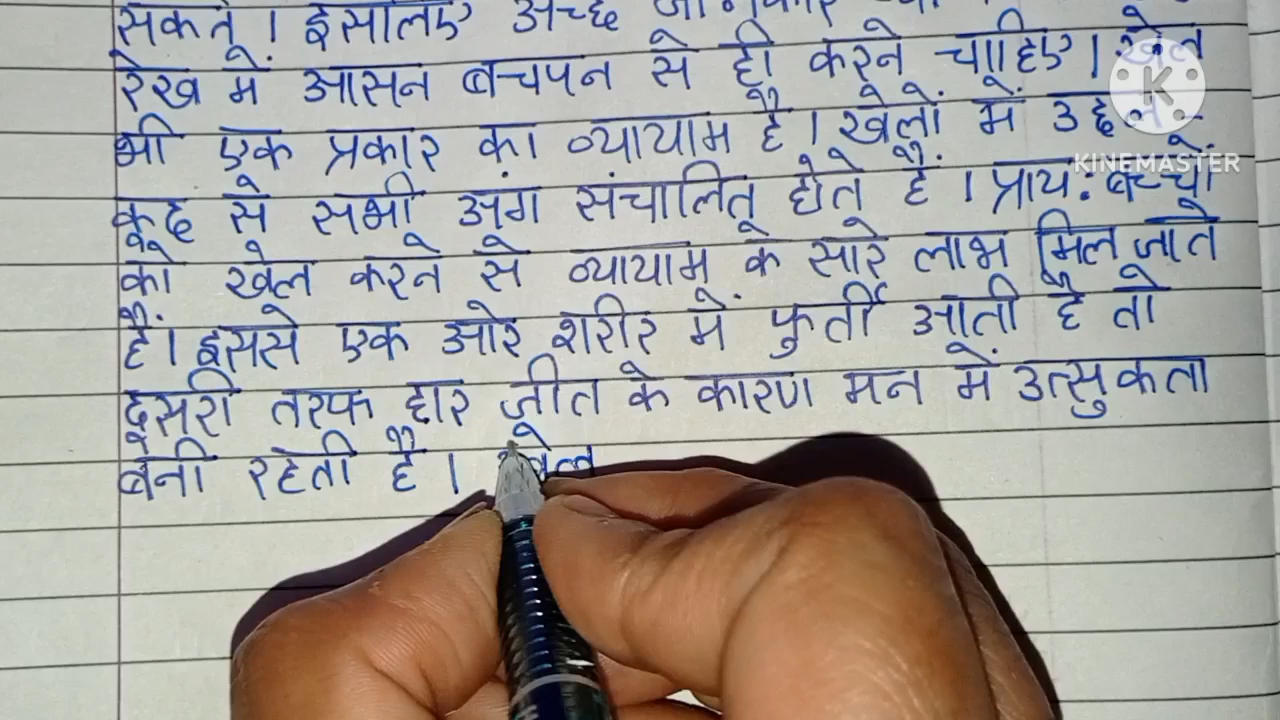 सकते। इसलिए अच्छे
रेख में आसन बचपन से ही करने चाहिए। खेल
भी एक प्रकार का व्यायाम है। खेलों में उछल-
कूद से सभी अंग संचालित होते हैं। प्राय: बच्चों
को खेल करने से व्यायाम के सारे लाभ मिल जाते
हैं। इससे एक ओर शरीर में फुर्ती आती है तो
दूसरी तरफ हार जीत के कारण मन में उत्सुकता
बनी रहती है। खेल
KINEMASTER